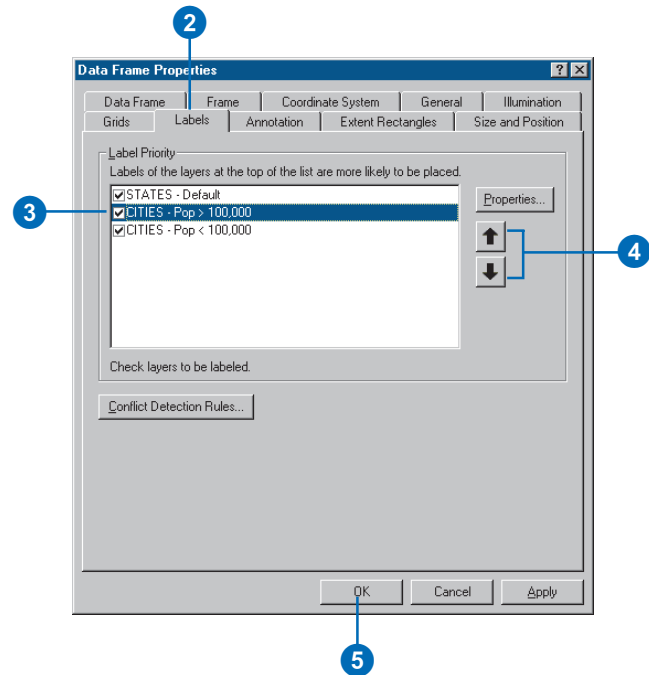 2
Data Frame Properties
Data Frame Frame Coordinate System General Illumination
Grids Labels Annotation Extent Rectangles Size and Position
Label Priority
Labels of the layers at the top of the list are more likely to be placed.
STATES - Default
Properties...
3
CITIES - Pop > 100,000
CITIES - Pop < 100,000
4
Check layers to be labeled.
Conflict Detection Rules...
OK Cancel Apply
5